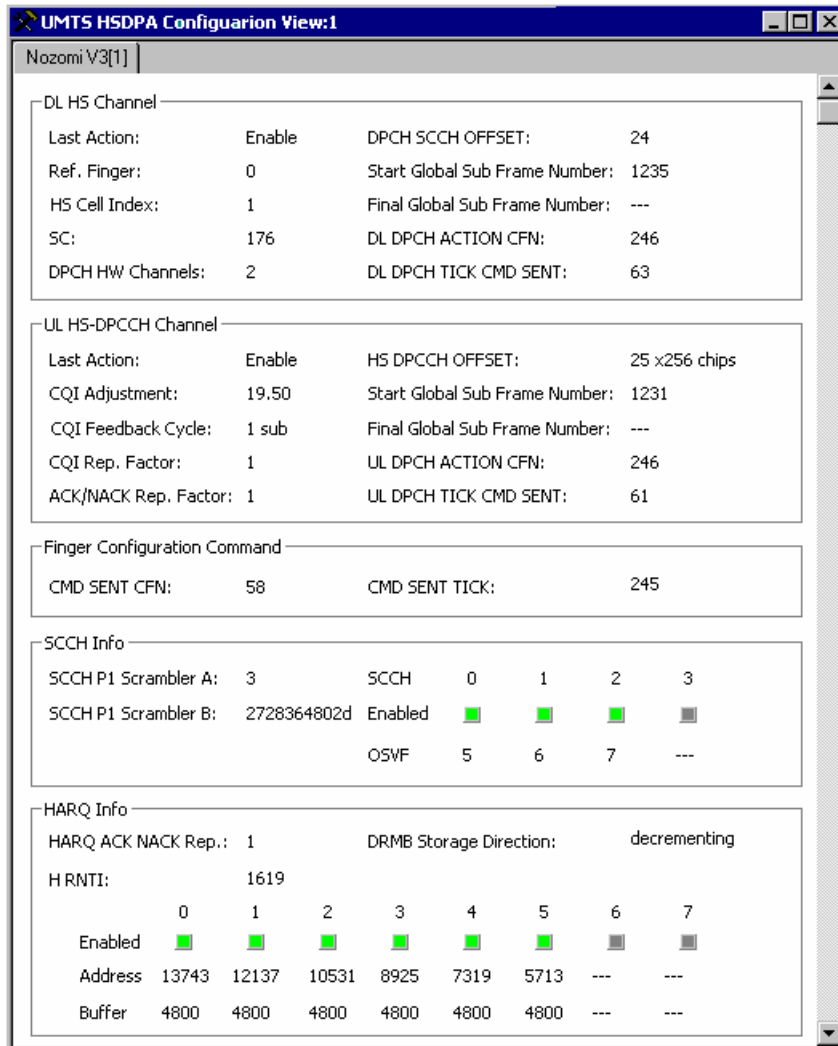 UMTS HSDPA Configuarion View:1
Nozomi V3[1]
DL HS Channel
Last Action: Enable DPCH SCCH OFFSET: 24
Ref. Finger: 0 Start Global Sub Frame Number: 1235
HS Cell Index: 1 Final Global Sub Frame Number: ---
SC: 176 DL DPCH ACTION CFN: 246
DPCH HW Channels: 2 DL DPCH TICK CMD SENT: 63
UL HS-DPCCH Channel
Last Action: Enable HS DPCCH OFFSET: 25 x256 chips
CQI Adjustment: 19.50 Start Global Sub Frame Number: 1231
CQI Feedback Cycle: 1 sub Final Global Sub Frame Number: ---
CQI Rep. Factor: 1 UL DPCH ACTION CFN: 246
ACK/NACK Rep. Factor: 1 UL DPCH TICK CMD SENT: 61
Finger Configuration Command
CMD SENT CFN: 58 CMD SENT TICK: 245
SCCH Info
SCCH P1 Scrambler A: 3 SCCH 0 1 2 3
SCCH P1 Scrambler B: 2728364802d Enabled
OSVF 5 6 7 ---
HARQ Info
HARQ ACK NACK Rep.: 1 DRMB Storage Direction: decrementing
H RNTI: 1619
0 1 2 3 4 5 6 7
Enabled
Address 13743 12137 10531 8925 7319 5713 --- ---
Buffer 4800 4800 4800 4800 4800 4800 --- ---